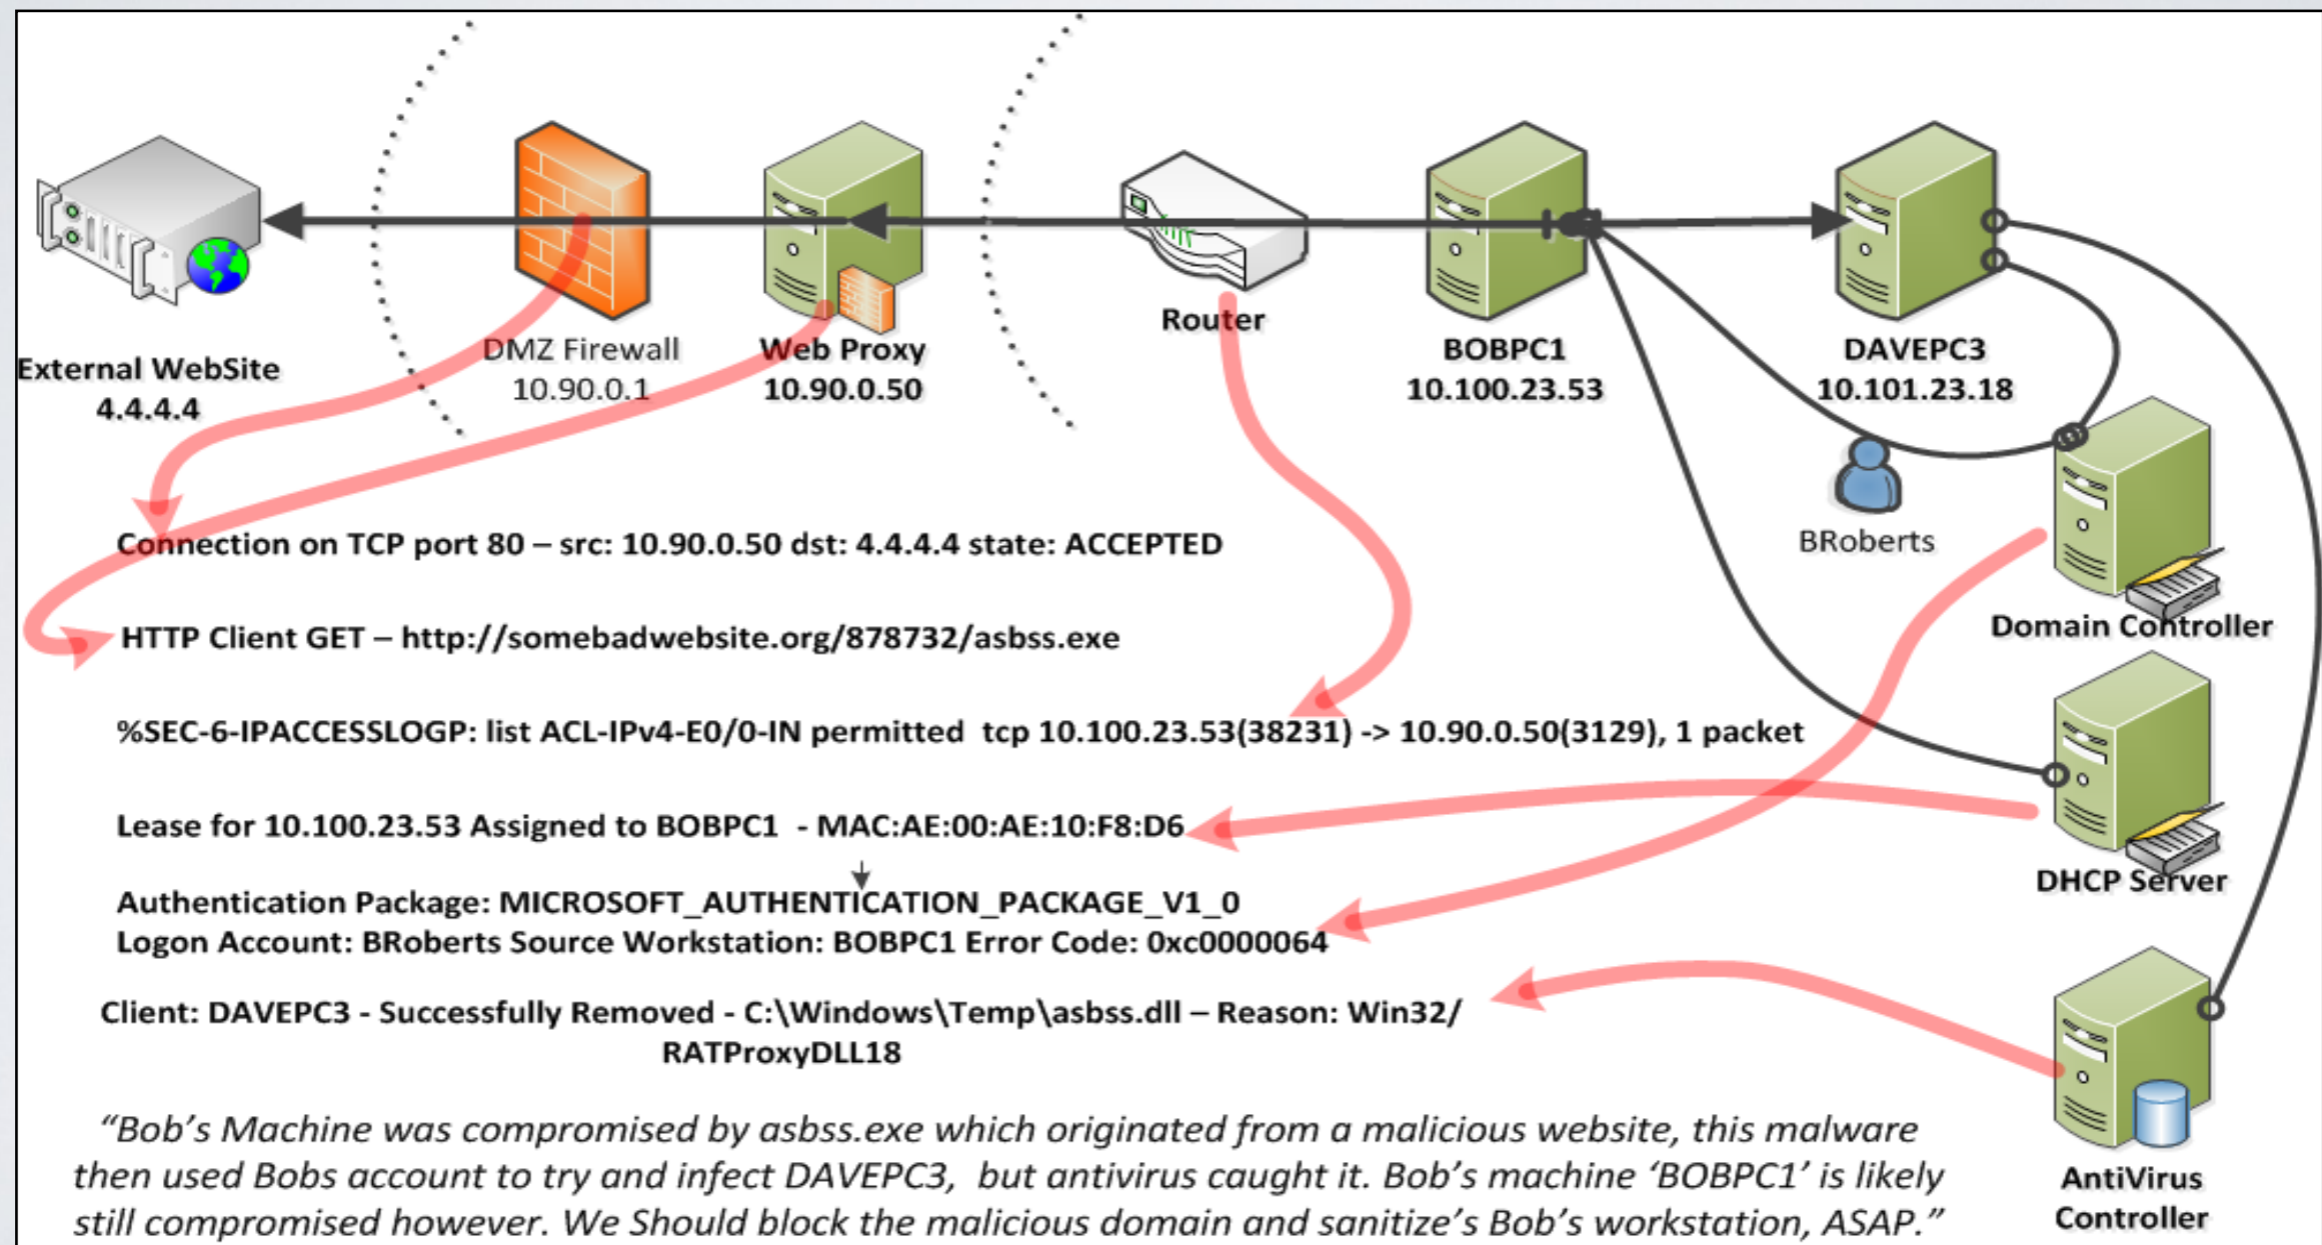 External WebSite
4.4.4.4
DMZ Firewall
10.90.0.1
Web Proxy
10.90.0.50
Router
BOBPC1
10.100.23.53
DAVEPC3
10.101.23.18
BRoberts
Domain Controller
DHCP Server
AntiVirus
Controller
Connection on TCP port 80 – src: 10.90.0.50 dst: 4.4.4.4 state: ACCEPTED
HTTP Client GET – http://somebadwebsite.org/878732/asbss.exe
%SEC-6-IPACCESSLOGP: list ACL-IPv4-E0/0-IN permitted  tcp 10.100.23.53(38231) -> 10.90.0.50(3129), 1 packet
Lease for 10.100.23.53 Assigned to BOBPC1  - MAC:AE:00:AE:10:F8:D6
Authentication Package: MICROSOFT_AUTHENTICATION_PACKAGE_V1_0
Logon Account: BRoberts Source Workstation: BOBPC1 Error Code: 0xc0000064
Client: DAVEPC3 - Successfully Removed - C:\Windows\Temp\asbss.dll – Reason: Win32/
RATProxyDLL18
“Bob’s Machine was compromised by asbss.exe which originated from a malicious website, this malware
then used Bobs account to try and infect DAVEPC3,  but antivirus caught it. Bob’s machine ‘BOBPC1’ is likely
still compromised however. We Should block the malicious domain and sanitize’s Bob’s workstation, ASAP.”